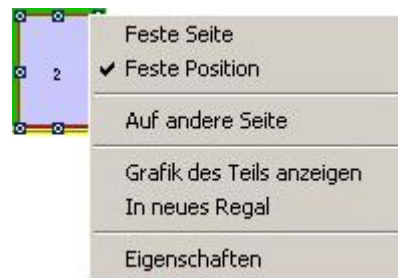 2
Feste Seite
Feste Position
Auf andere Seite
Grafik des Teils anzeigen
In neues Regal
Eigenschaften